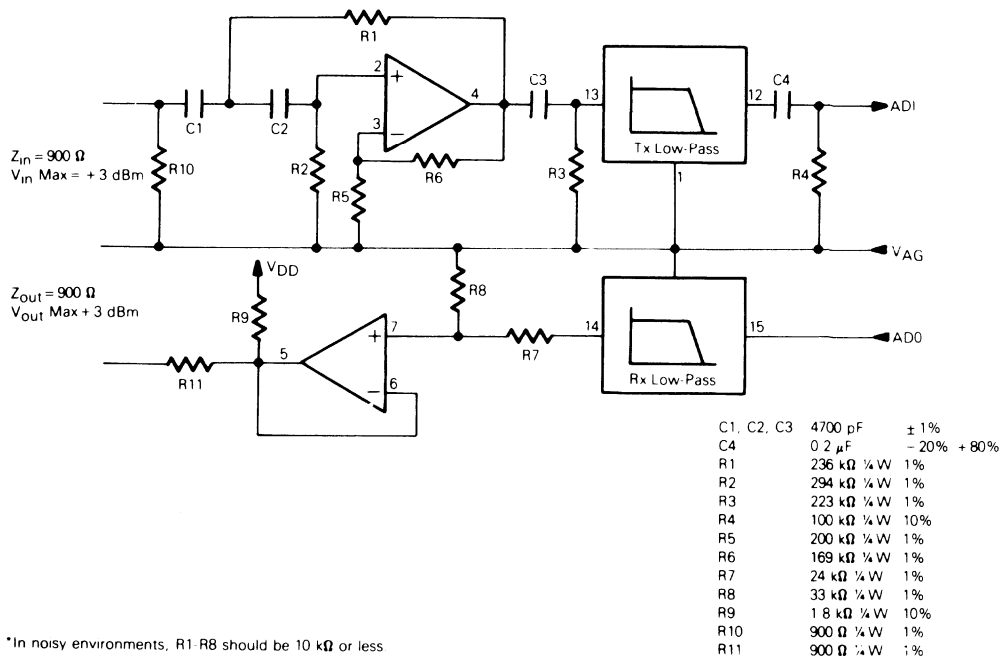 R1
2
+
4
C3
13
12
C4
ADI
C1
C2
3
−
Tx Low-Pass
Zin = 900 Ω
Vin Max = + 3 dBm
R10
R2
R5
R6
R3
1
R4
VAG
VDD
Zout = 900 Ω
Vout Max + 3 dBm
R9
R8
5
+
7
14
15
ADO
R7
R11
−
6
Rx Low-Pass
C1, C2, C3 4700 pF ± 1%
C4 0 2 μF − 20% + 80%
R1 236 kΩ ¼ W 1%
R2 294 kΩ ¼ W 1%
R3 223 kΩ ¼ W 1%
R4 100 kΩ ¼ W 10%
R5 200 kΩ ¼ W 1%
R6 169 kΩ ¼ W 1%
R7 24 kΩ ¼ W 1%
R8 33 kΩ ¼ W 1%
R9 1 8 kΩ ¼ W 10%
R10 900 Ω ¼ W 1%
R11 900 Ω ¼ W 1%
*In noisy environments, R1-R8 should be 10 kΩ or less